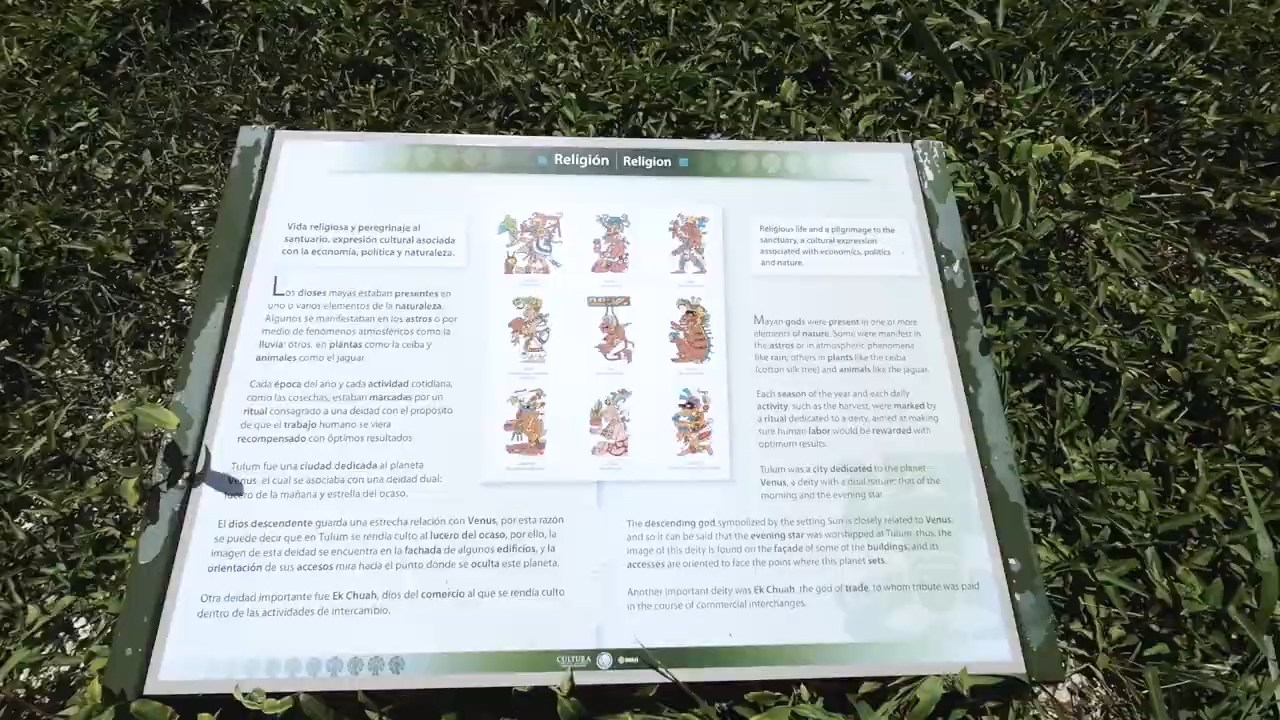 Religión | Religion
Vida religiosa y peregrinaje al
santuario, expresión cultural asociada
con la economía, política y naturaleza.
Los dioses mayas estaban presentes en
uno o varios elementos de la naturaleza.
Algunos se manifestaban en los astros o por
medio de fenómenos atmosféricos como la
lluvia; otros, en plantas como la ceiba y
animales como el jaguar.
Cada época del año y cada actividad cotidiana,
como las cosechas, estaban marcadas por un
ritual consagrado a una deidad con el propósito
de que el trabajo humano se viera
recompensado con óptimos resultados
Tulum fue una ciudad dedicada al planeta
Venus, el cual se asociaba con una deidad dual:
lucero de la mañana y estrella del ocaso.
El dios descendente guarda una estrecha relación con Venus, por esta razón
se puede decir que en Tulum se rendía culto al lucero del ocaso, por ello, la
imagen de esta deidad se encuentra en la fachada de algunos edificios, y la
orientación de sus accesos mira hacia el punto donde se oculta este planeta.
Otra deidad importante fue Ek Chuah, dios del comercio al que se rendía culto
dentro de las actividades de intercambio.
Religious life and a pilgrimage to the
sanctuary, a cultural expression
associated with economics, politics
and nature.
Mayan gods were present in one or more
elements of nature. Some were manifest in
the astros or in atmospheric phenomena
like rain; others in plants like the ceiba
(cotton silk tree) and animals like the jaguar.
Each season of the year and each daily
activity, such as the harvest, were marked by
a ritual dedicated to a deity, aimed at making
sure human labor would be rewarded with
optimum results.
Tulum was a city dedicated to the planet
Venus, a deity with a dual nature: that of the
morning and the evening star.
The descending god symbolized by the setting Sun is closely related to Venus,
and so it can be said that the evening star was worshipped at Tulum; thus, the
image of this deity is found on the façade of some of the buildings, and its
accesses are oriented to face the point where this planet sets.
Another important deity was Ek Chuah, the god of trade, to whom tribute was paid
in the course of commercial interchanges.
CULTURA